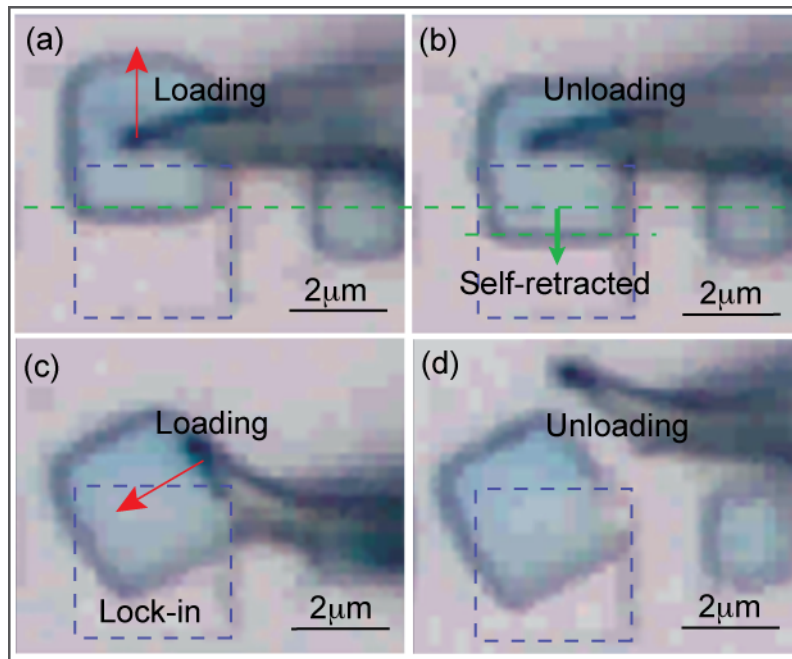 (a)
Loading
2μm
(b)
Unloading
Self-retracted
2μm
(c)
Loading
Lock-in
2μm
(d)
Unloading
2μm